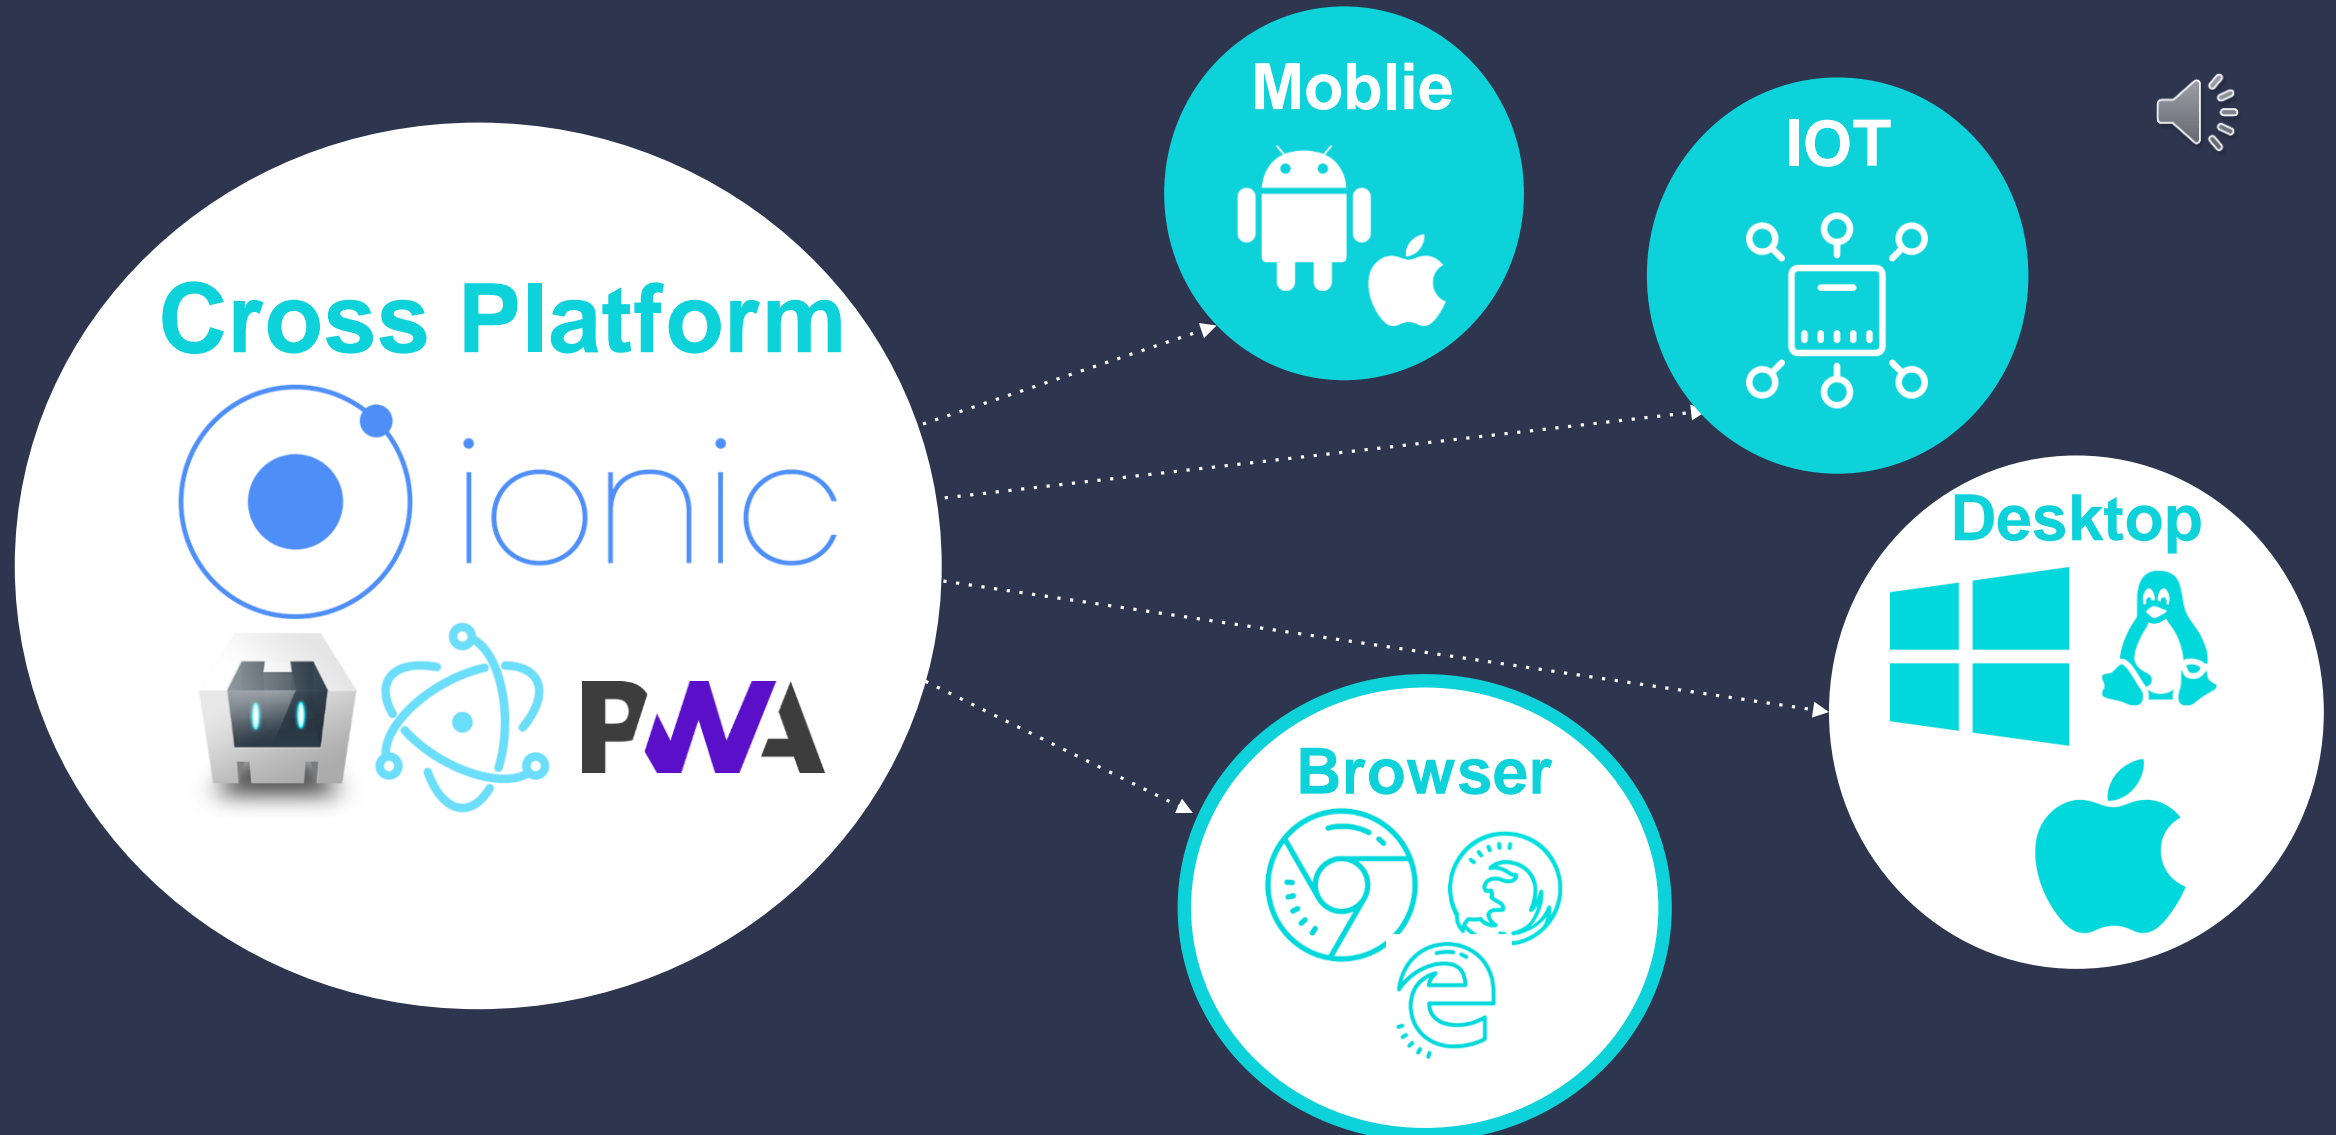 Moblie
IOT
Cross Platform
ionic
Desktop
PWA
Browser